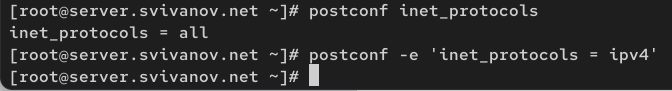 [root@server.svivanov.net ~]# postconf inet_protocols
inet_protocols = all
[root@server.svivanov.net ~]# postconf -e 'inet_protocols = ipv4'
[root@server.svivanov.net ~]#